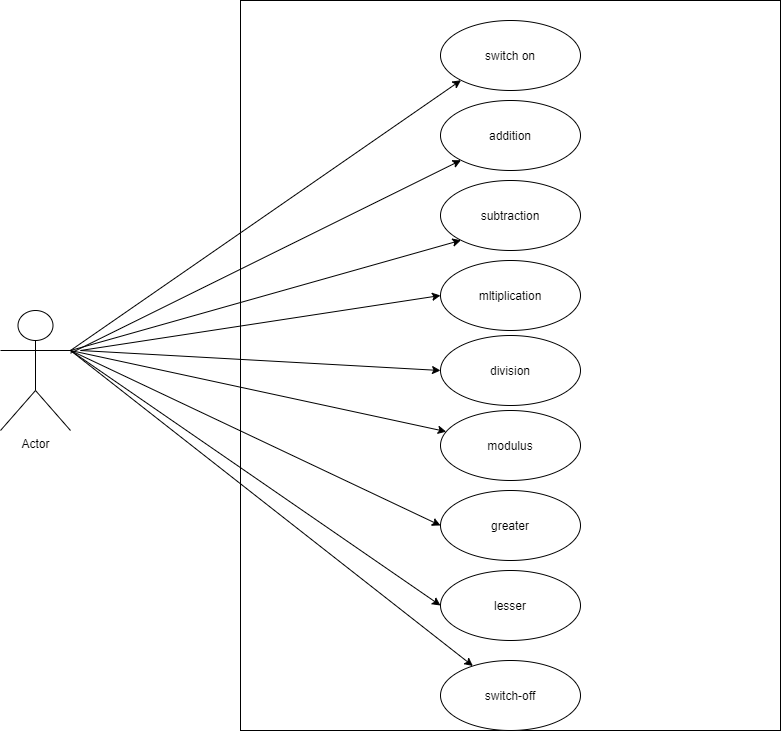 switch on
addition
subtraction
mltiplication
division
Actor
modulus
greater
lesser
switch-off